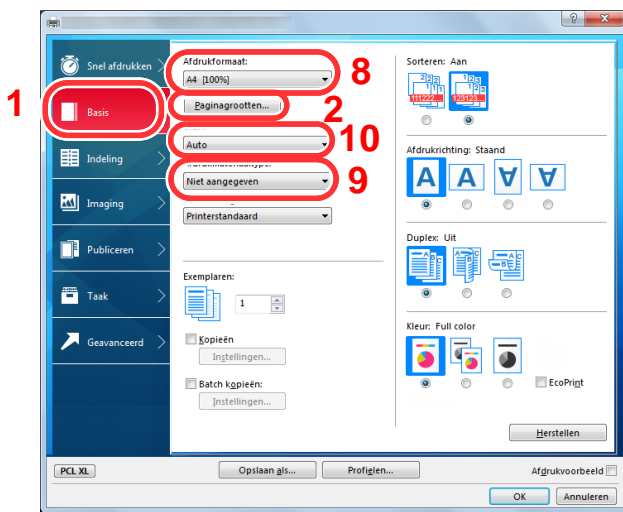 Snel afdrukken
Basis
Indeling
Imaging
Publiceren
Taak
Geavanceerd
1
Afdrukformaat:
A4 [100%]
8
Paginagrootten...
2
Auto
10
Niet aangegeven
9
Printerstandaard
Exemplaren:
1
Kopieën
Instellingen...
Batch kopieën:
Instellingen...
Sorteren: Aan
Afdrukrichting: Staand
A A A A
Duplex: Uit
Kleur: Full color
EcoPrint
Herstellen
PCL XL
Opslaan als...
Profielen...
Afdrukvoorbeeld
OK
Annuleren